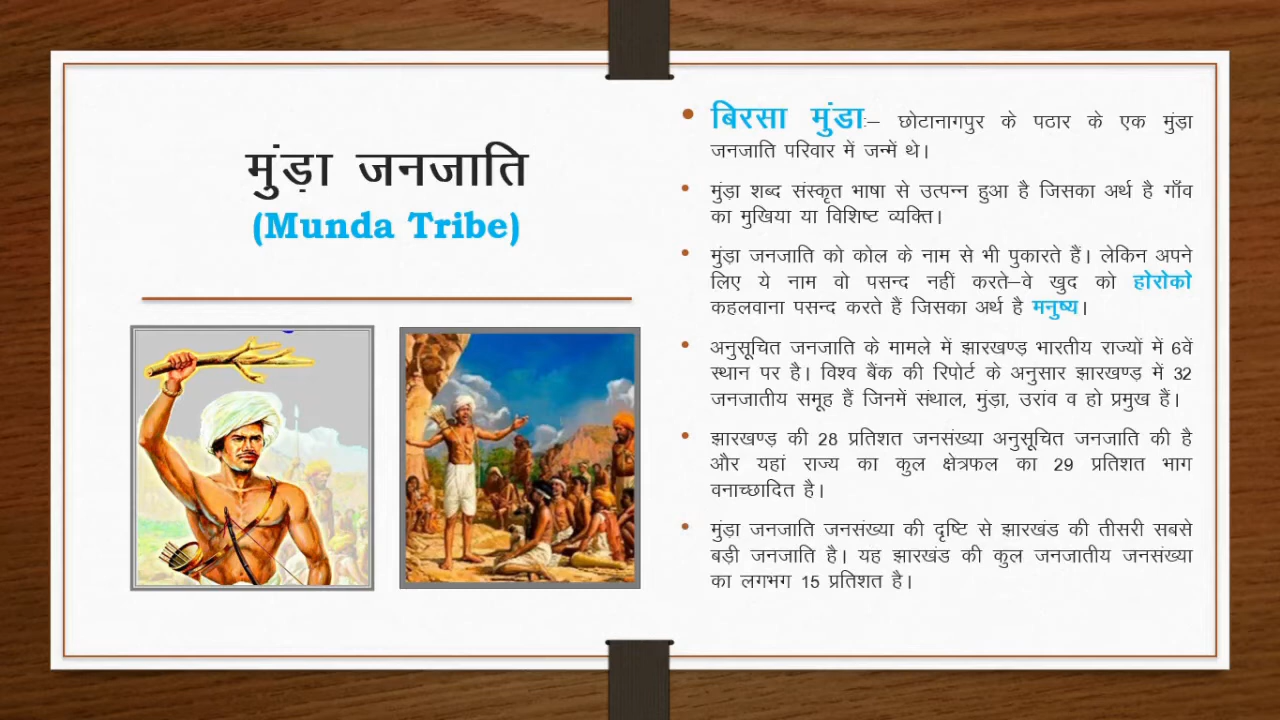 मुंड़ा जनजाति
(Munda Tribe)
• बिरसा मुंडा:– छोटानागपुर के पठार के एक मुंड़ा
जनजाति परिवार में जन्में थे।
• मुंड़ा शब्द संस्कृत भाषा से उत्पन्न हुआ है जिसका अर्थ है गाँव
का मुखिया या विशिष्ट व्यक्ति।
• मुंड़ा जनजाति को कोल के नाम से भी पुकारते हैं। लेकिन अपने
लिए ये नाम वो पसन्द नहीं करते–वे खुद को होरोको
कहलवाना पसन्द करते हैं जिसका अर्थ है मनुष्य।
• अनुसूचित जनजाति के मामले में झारखण्ड़ भारतीय राज्यों में 6वें
स्थान पर है। विश्व बैंक की रिपोर्ट के अनुसार झारखण्ड़ में 32
जनजातीय समूह हैं जिनमें संथाल, मुंड़ा, उरांव व हो प्रमुख हैं।
• झारखण्ड़ की 28 प्रतिशत जनसंख्या अनुसूचित जनजाति की है
और यहां राज्य का कुल क्षेत्रफल का 29 प्रतिशत भाग
वनाच्छादित है।
• मुंड़ा जनजाति जनसंख्या की दृष्टि से झारखंड की तीसरी सबसे
बड़ी जनजाति है। यह झारखंड की कुल जनजातीय जनसंख्या
का लगभग 15 प्रतिशत है।